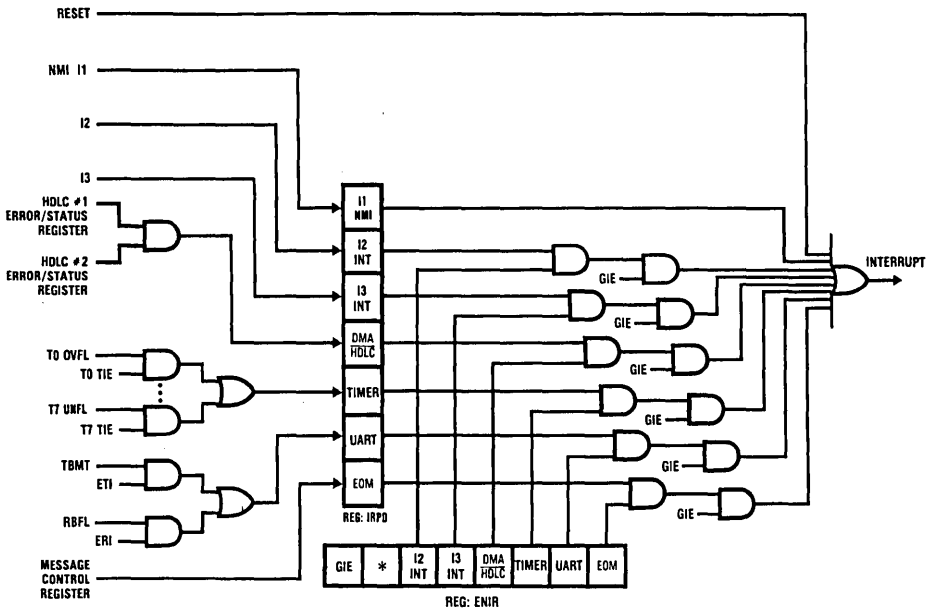 RESET
NMI I1
I2
I3
HDLC #1
ERROR/STATUS
REGISTER
HDLC #2
ERROR/STATUS
REGISTER
T0 OVFL
T0 TIE
T7 UNFL
T7 TIE
TBMT
ETI
RBFL
ERI
MESSAGE
CONTROL
REGISTER
I1
NMI
I2
INT
I3
INT
DMA
HDLC
TIMER
UART
EOM
REG: IRPD
GIE
GIE
GIE
GIE
GIE
GIE
INTERRUPT
GIE
*
I2
INT
I3
INT
DMA
HDLC
TIMER
UART
EOM
REG: ENIR